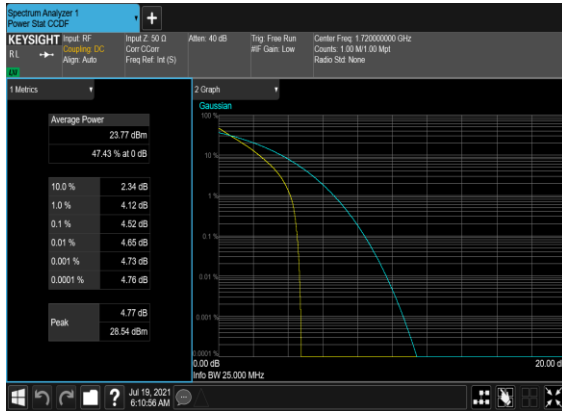 Spectrum Analyzer 1
Power Stat CCDF
+
KEYSIGHT
RL
LXI
Input: RF
Coupling: DC
Align: Auto
Input Z: 50 Ω
Corr CCorr
Freq Ref: Int (S)
Atten: 40 dB
Trig: Free Run
#IF Gain: Low
Center Freq: 1.720000000 GHz
Counts: 1.00 M/1.00 Mpt
Radio Std: None
1 Metrics
Average Power
23.77 dBm
47.43 % at 0 dB
10.0 % 2.34 dB
1.0 % 4.12 dB
0.1 % 4.52 dB
0.01 % 4.65 dB
0.001 % 4.73 dB
0.0001 % 4.76 dB
Peak 4.77 dB
28.54 dBm
2 Graph
Gaussian
100 %
10 %
1 %
0.1 %
0.01 %
0.001 %
0.0001 %
0.00 dB
20.00 d
Info BW 25.000 MHz
?
Jul 19, 2021
6:10:56 AM